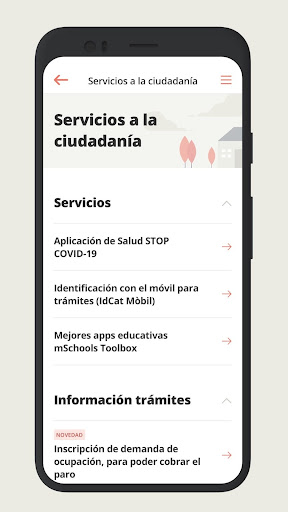 Servicios a la ciudadanía
Servicios a la
ciudadanía
Servicios
Aplicación de Salud STOP
COVID-19
Identificación con el móvil para
trámites (IdCat Mòbil)
Mejores apps educativas
mSchools Toolbox
Información trámites
NOVEDAD
Inscripción de demanda de
ocupación, para poder cobrar el
paro